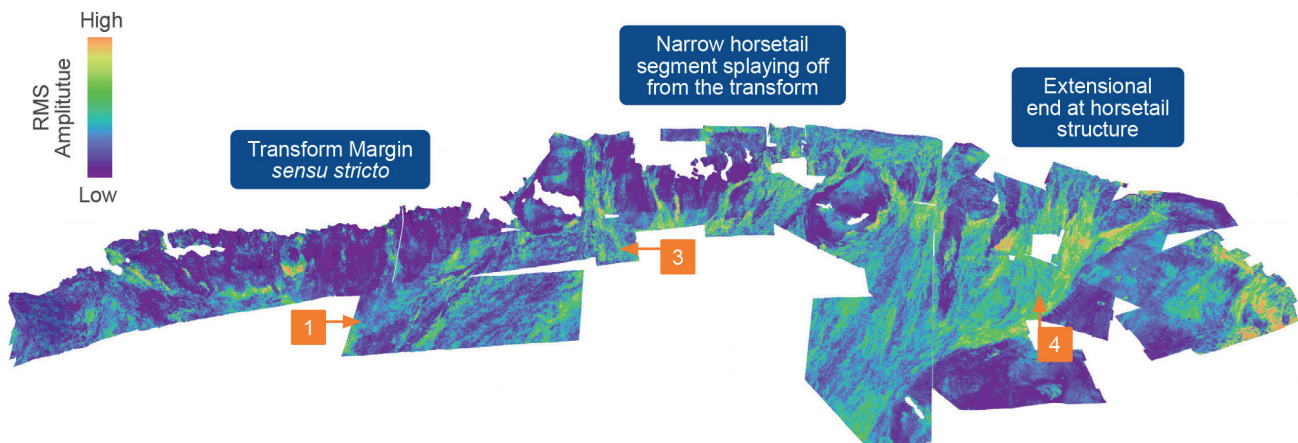 High
RMS
Amplitutue
Low
Transform Margin
sensu stricto
Narrow horsetail
segment splaying off
from the transform
Extensional
end at horsetail
structure
1
3
4